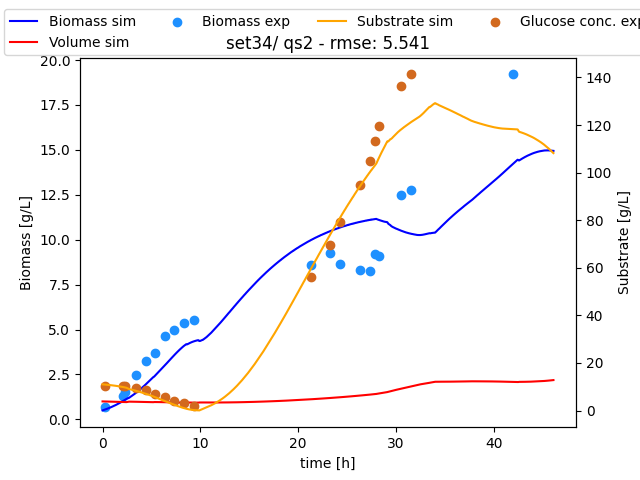 Biomass sim
Biomass exp
Substrate sim
Glucose conc. exp
Volume sim
set34/ qs2 - rmse: 5.541
20.0
17.5
15.0
12.5
10.0
7.5
5.0
2.5
0.0
Biomass [g/L]
140
120
100
80
60
40
20
0
Substrate [g/L]
0
10
20
30
40
time [h]